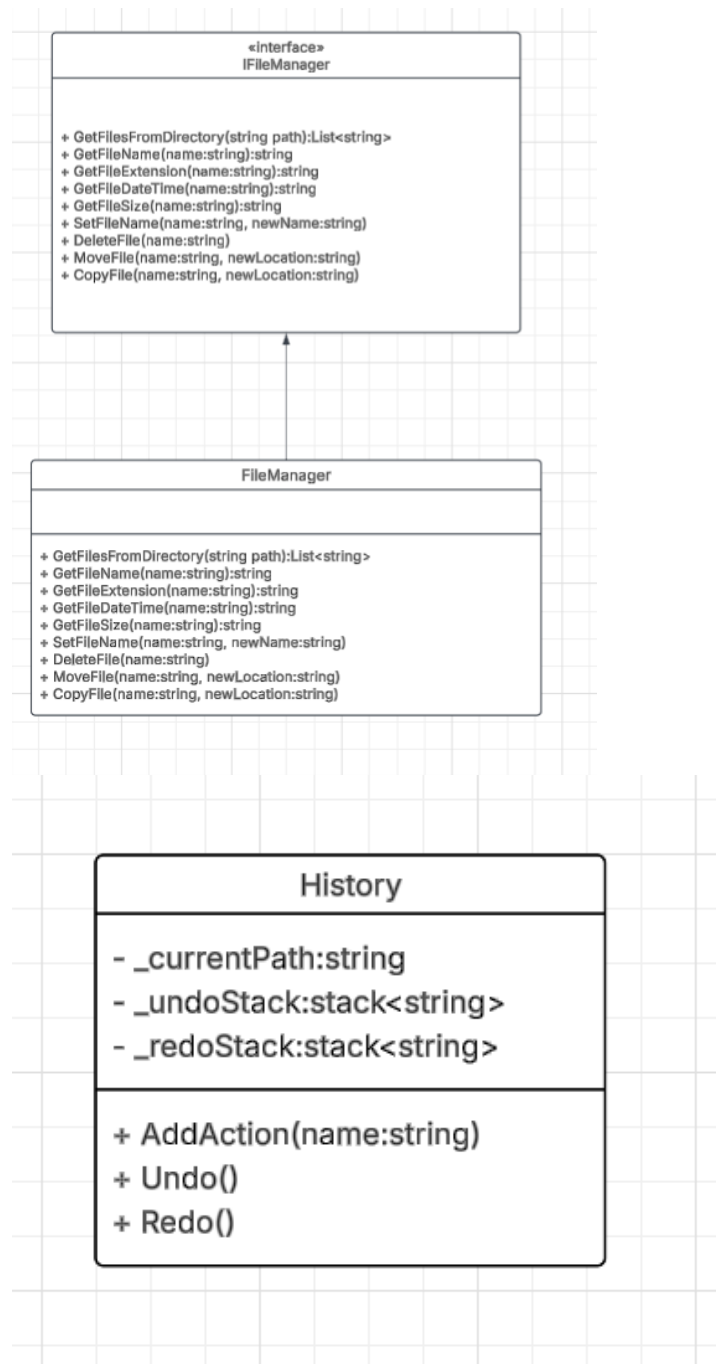 «interface»
IFileManager
+ GetFilesFromDirectory(string path):List<string>
+ GetFileName(name:string):string
+ GetFileExtension(name:string):string
+ GetFileDateTime(name:string):string
+ GetFileSize(name:string):string
+ SetFileName(name:string, newName:string)
+ DeleteFile(name:string)
+ MoveFile(name:string, newLocation:string)
+ CopyFile(name:string, newLocation:string)
FileManager
+ GetFilesFromDirectory(string path):List<string>
+ GetFileName(name:string):string
+ GetFileExtension(name:string):string
+ GetFileDateTime(name:string):string
+ GetFileSize(name:string):string
+ SetFileName(name:string, newName:string)
+ DeleteFile(name:string)
+ MoveFile(name:string, newLocation:string)
+ CopyFile(name:string, newLocation:string)
History
- _currentPath:string
- _undoStack:stack<string>
- _redoStack:stack<string>
+ AddAction(name:string)
+ Undo()
+ Redo()